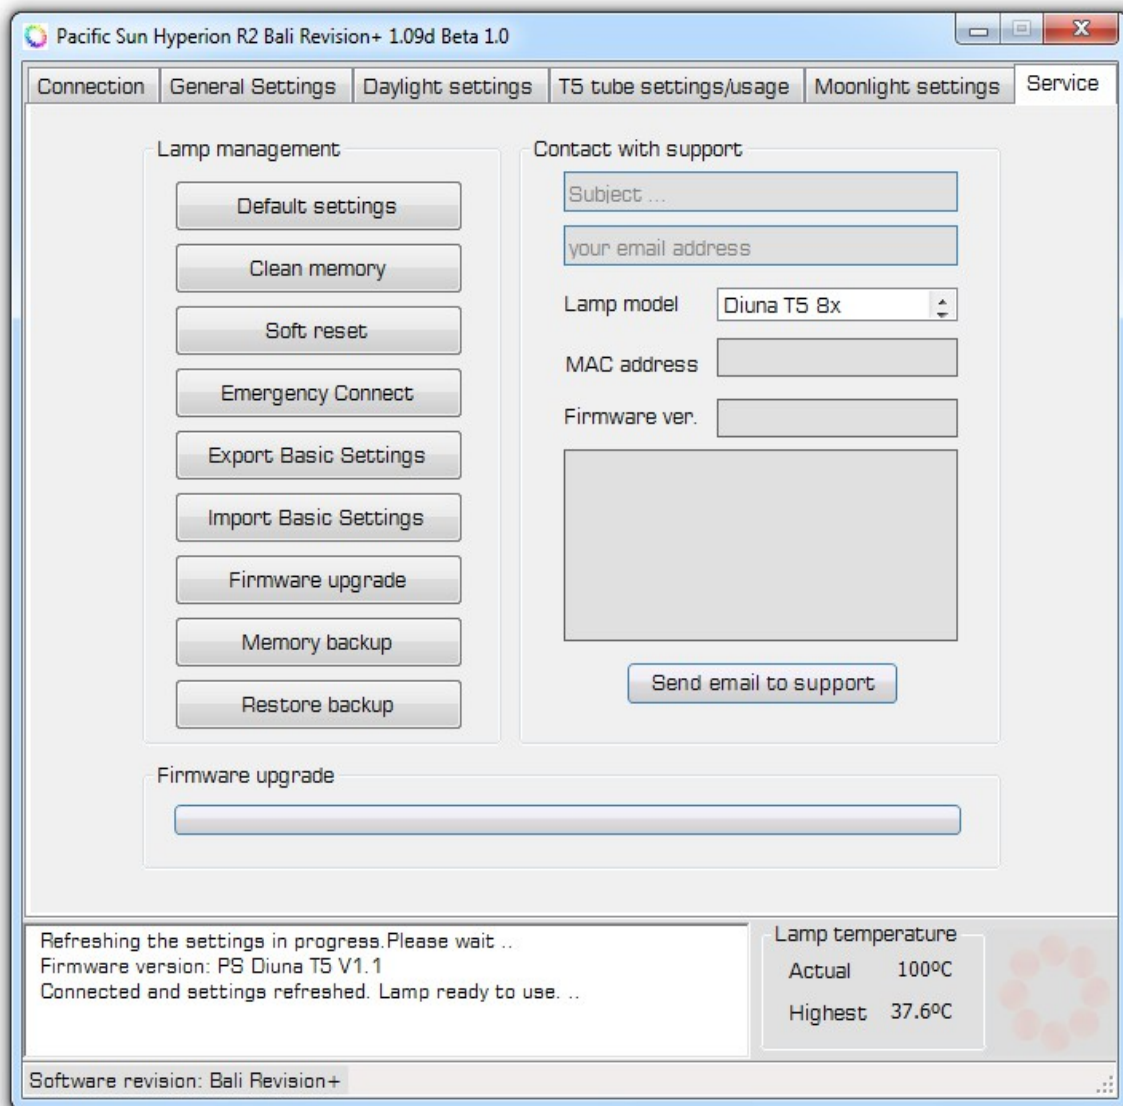 Pacific Sun Hyperion R2 Bali Revision+ 1.09d Beta 1.0
Connection General Settings Daylight settings T5 tube settings/usage Moonlight settings Service
Lamp management
Default settings
Clean memory
Soft reset
Emergency Connect
Export Basic Settings
Import Basic Settings
Firmware upgrade
Memory backup
Restore backup
Contact with support
Subject ...
your email address
Lamp model Diuna T5 8x
MAC address
Firmware ver.
Send email to support
Firmware upgrade
Refreshing the settings in progress.Please wait ..
Firmware version: PS Diuna T5 V1.1
Connected and settings refreshed. Lamp ready to use. ..
Lamp temperature
Actual 100ºC
Highest 37.6ºC
Software revision: Bali Revision+